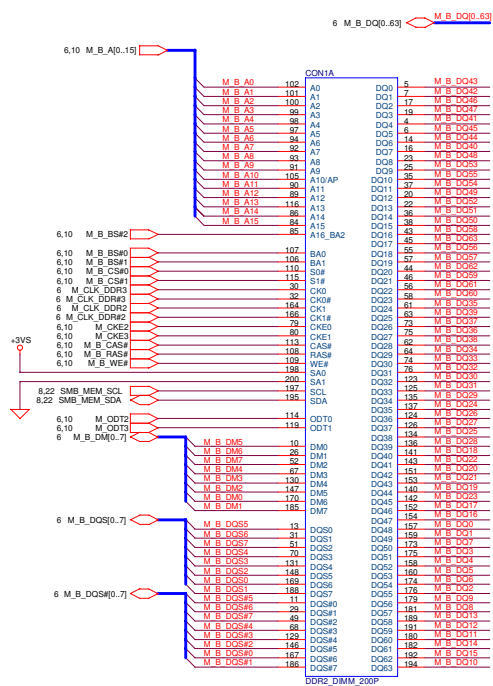 6 M_B_DQ[0..63] M_B_DQ[0..63]
6,10 M_B_A[0..15]
CON1A
M_B_A0 102 A0 DQ0 5 M_B_DQ43
M_B_A1 101 A1 DQ1 7 M_B_DQ42
M_B_A2 100 A2 DQ2 17 M_B_DQ46
M_B_A3 99 A3 DQ3 19 M_B_DQ47
M_B_A4 98 A4 DQ4 4 M_B_DQ41
M_B_A5 97 A5 DQ5 6 M_B_DQ45
M_B_A6 94 A6 DQ6 14 M_B_DQ44
M_B_A7 92 A7 DQ7 16 M_B_DQ40
M_B_A8 93 A8 DQ8 23 M_B_DQ48
M_B_A9 91 A9 DQ9 25 M_B_DQ53
M_B_A10 105 A10/AP DQ10 35 M_B_DQ55
M_B_A11 90 A11 DQ11 37 M_B_DQ54
M_B_A12 89 A12 DQ12 20 M_B_DQ49
M_B_A13 116 A13 DQ13 22 M_B_DQ52
M_B_A14 86 A14 DQ14 36 M_B_DQ51
M_B_A15 84 A15 DQ15 38 M_B_DQ50
6,10 M_B_BS#2 85 A16_BA2 DQ16 43 M_B_DQ58
DQ17 45 M_B_DQ63
6,10 M_B_BS#0 107 BA0 DQ18 55 M_B_DQ56
6,10 M_B_BS#1 106 BA1 DQ19 57 M_B_DQ57
6,10 M_B_CS#0 110 S0# DQ20 44 M_B_DQ62
6,10 M_B_CS#1 115 S1# DQ21 46 M_B_DQ59
6 M_CLK_DDR3 30 CK0 DQ22 56 M_B_DQ61
6 M_CLK_DDR#3 32 CK0# DQ23 58 M_B_DQ60
6 M_CLK_DDR2 164 CK1 DQ24 61 M_B_DQ35
6 M_CLK_DDR#2 166 CK1# DQ25 63 M_B_DQ39
6,10 M_CKE2 79 CKE0 DQ26 73 M_B_DQ37
6,10 M_CKE3 80 CKE1 DQ27 75 M_B_DQ36
6,10 M_B_CAS# 113 CAS# DQ28 62 M_B_DQ38
6,10 M_B_RAS# 108 RAS# DQ29 64 M_B_DQ34
6,10 M_B_WE# 109 WE# DQ30 74 M_B_DQ33
+3VS 198 SA0 DQ31 76 M_B_DQ32
200 SA1 DQ32 123 M_B_DQ30
8,22 SMB_MEM_SCL 197 SCL DQ33 125 M_B_DQ31
8,22 SMB_MEM_SDA 195 SDA DQ34 135 M_B_DQ29
DQ35 137 M_B_DQ24
6,10 M_ODT2 114 ODT0 DQ36 124 M_B_DQ26
6,10 M_ODT3 119 ODT1 DQ37 126 M_B_DQ27
6 M_B_DM[0..7] DQ38 134 M_B_DQ25
M_B_DM5 10 DM0 DQ39 136 M_B_DQ28
M_B_DM6 26 DM1 DQ40 141 M_B_DQ18
M_B_DM7 52 DM2 DQ41 143 M_B_DQ22
M_B_DM4 67 DM3 DQ42 151 M_B_DQ20
M_B_DM3 130 DM4 DQ43 153 M_B_DQ21
M_B_DM2 147 DM5 DQ44 140 M_B_DQ19
M_B_DM0 170 DM6 DQ45 142 M_B_DQ23
M_B_DM1 185 DM7 DQ46 152 M_B_DQ17
DQ47 154 M_B_DQ16
6 M_B_DQS[0..7] M_B_DQS5 13 DQS0 DQ48 157 M_B_DQ0
M_B_DQS6 31 DQS1 DQ49 159 M_B_DQ1
M_B_DQS7 51 DQS2 DQ50 173 M_B_DQ7
M_B_DQS4 70 DQS3 DQ51 175 M_B_DQ3
M_B_DQS3 131 DQS4 DQ52 158 M_B_DQ4
M_B_DQS2 148 DQS5 DQ53 160 M_B_DQ5
M_B_DQS0 169 DQS6 DQ54 174 M_B_DQ6
M_B_DQS1 188 DQS7 DQ55 176 M_B_DQ2
6 M_B_DQS#[0..7] M_B_DQS#5 11 DQS#0 DQ56 179 M_B_DQ9
M_B_DQS#6 29 DQS#1 DQ57 181 M_B_DQ8
M_B_DQS#7 49 DQS#2 DQ58 189 M_B_DQ13
M_B_DQS#4 68 DQS#3 DQ59 191 M_B_DQ12
M_B_DQS#3 129 DQS#4 DQ60 180 M_B_DQ11
M_B_DQS#2 146 DQS#5 DQ61 182 M_B_DQ14
M_B_DQS#0 167 DQS#6 DQ62 192 M_B_DQ15
M_B_DQS#1 186 DQS#7 DQ63 194 M_B_DQ10
DDR2_DIMM_200P